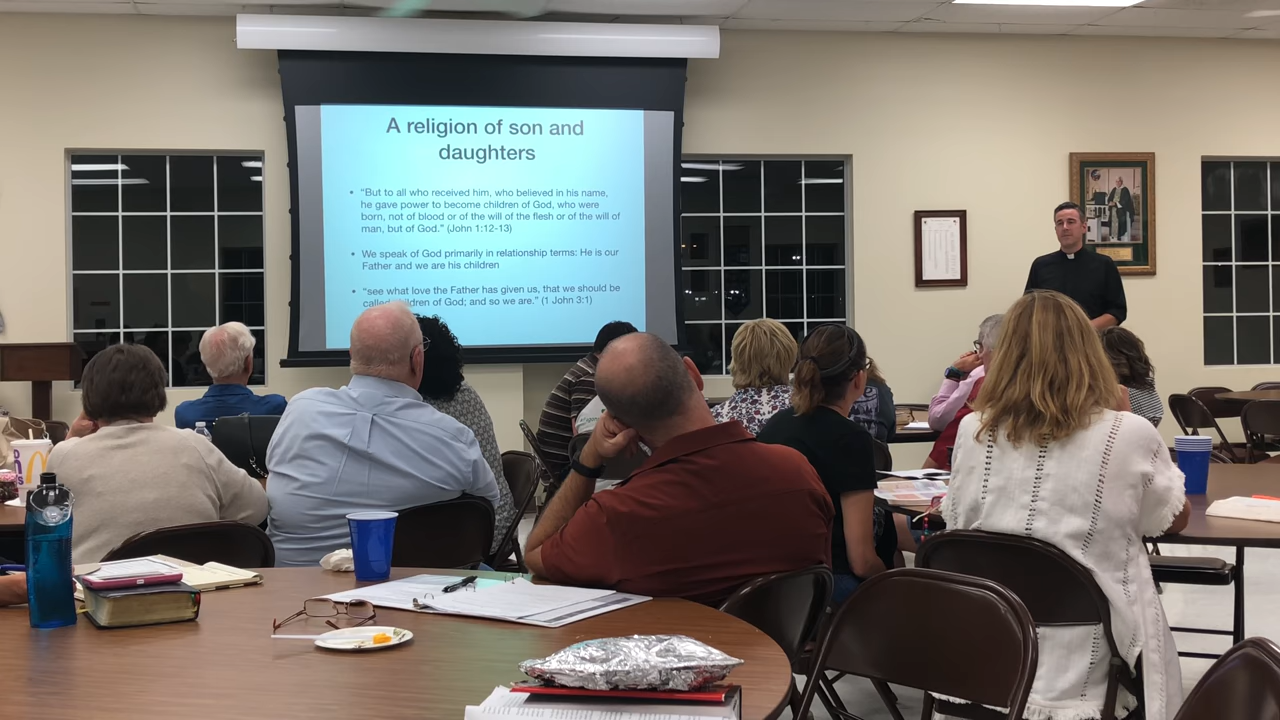 A religion of son and
daughters
• “But to all who received him, who believed in his name,
he gave power to become children of God, who were
born, not of blood or of the will of the flesh or of the will of
man, but of God.” (John 1:12-13)
• We speak of God primarily in relationship terms: He is our
Father and we are his children
• “see what love the Father has given us, that we should be
called children of God; and so we are.” (1 John 3:1)